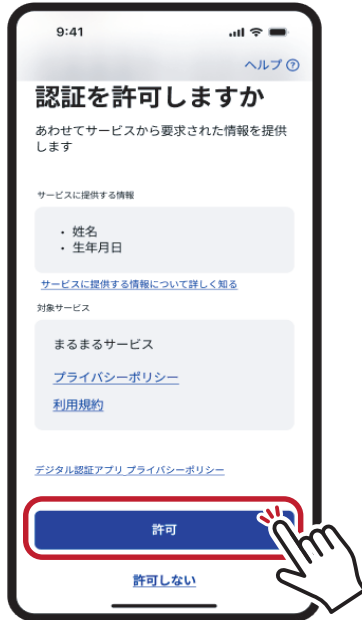 9:41
ヘルプ
認証を許可しますか
あわせてサービスから要求された情報を提供
します
サービスに提供する情報
・ 姓名
・ 生年月日
サービスに提供する情報について詳しく知る
対象サービス
まるまるサービス
プライバシーポリシー
利用規約
デジタル認証アプリ プライバシーポリシー
許可
許可しない